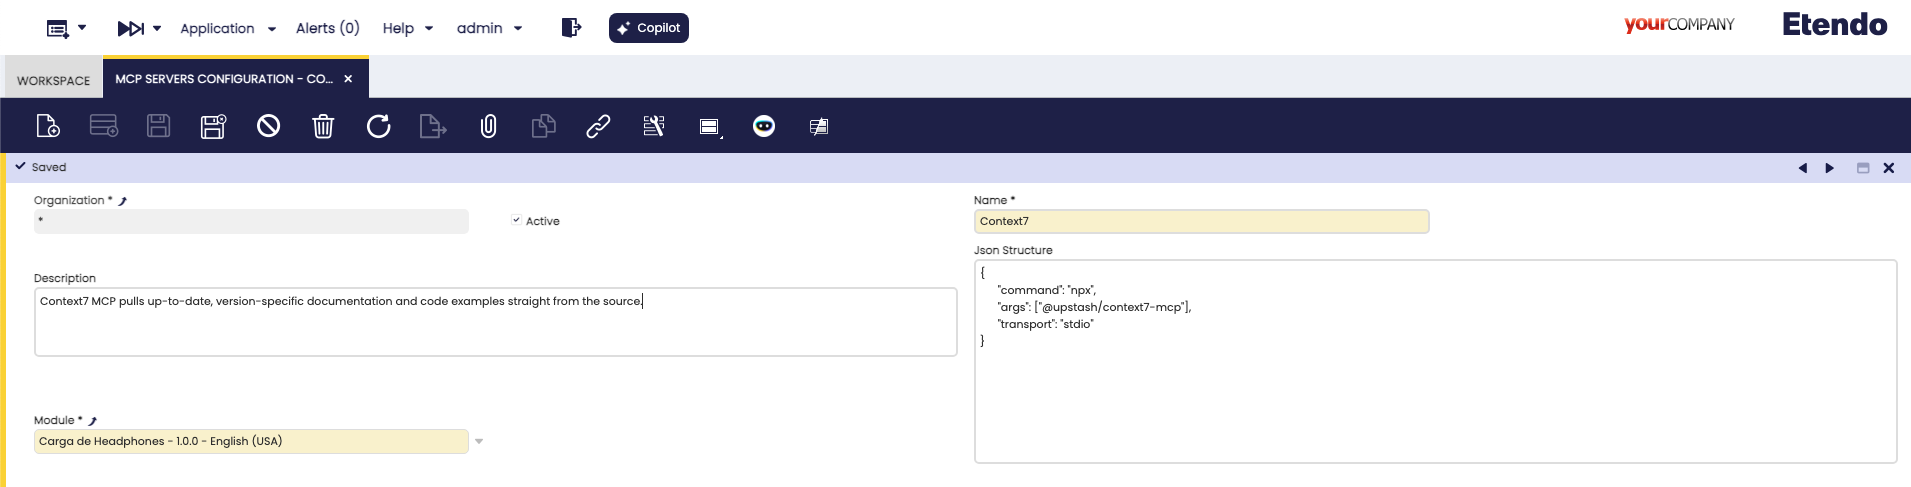 Application
Alerts (0)
Help
admin
Copilot
yourCOMPANY
Etendo
WORKSPACE
MCP SERVERS CONFIGURATION - CO...
Saved
Organization *
*
Active
Name *
Context7
Json Structure
{
"command": "npx",
"args": ["@upstash/context7-mcp"],
"transport": "stdio"
}
Description
Context7 MCP pulls up-to-date, version-specific documentation and code examples straight from the source.
Module *
Carga de Headphones - 1.0.0 - English (USA)